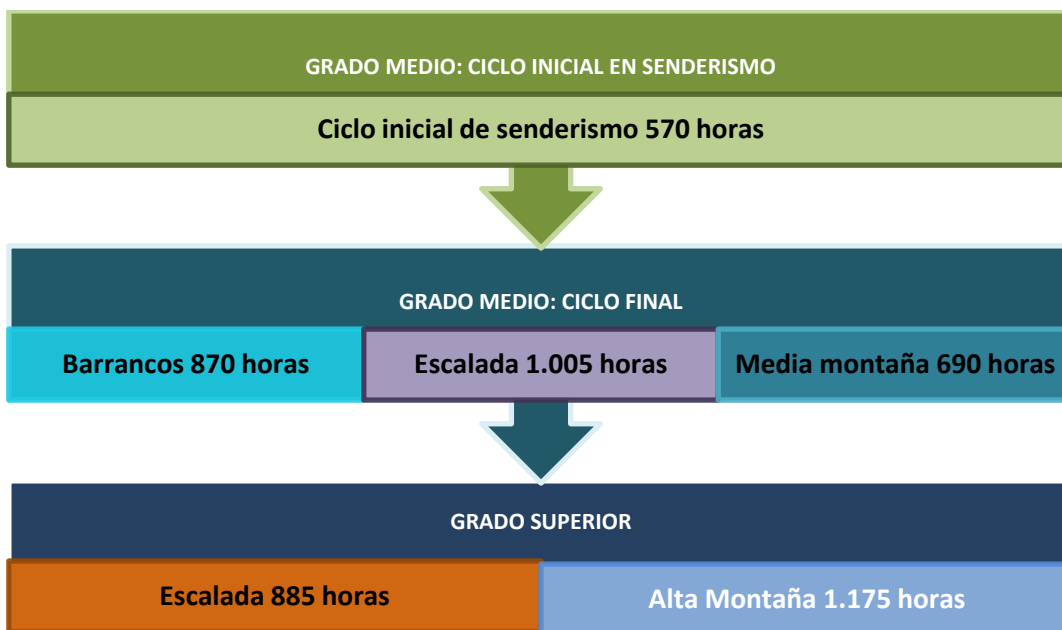 GRADO MEDIO: CICLO INICIAL EN SENDERISMO
Ciclo inicial de senderismo 570 horas
GRADO MEDIO: CICLO FINAL
Barrancos 870 horas
Escalada 1.005 horas
Media montaña 690 horas
GRADO SUPERIOR
Escalada 885 horas
Alta Montaña 1.175 horas